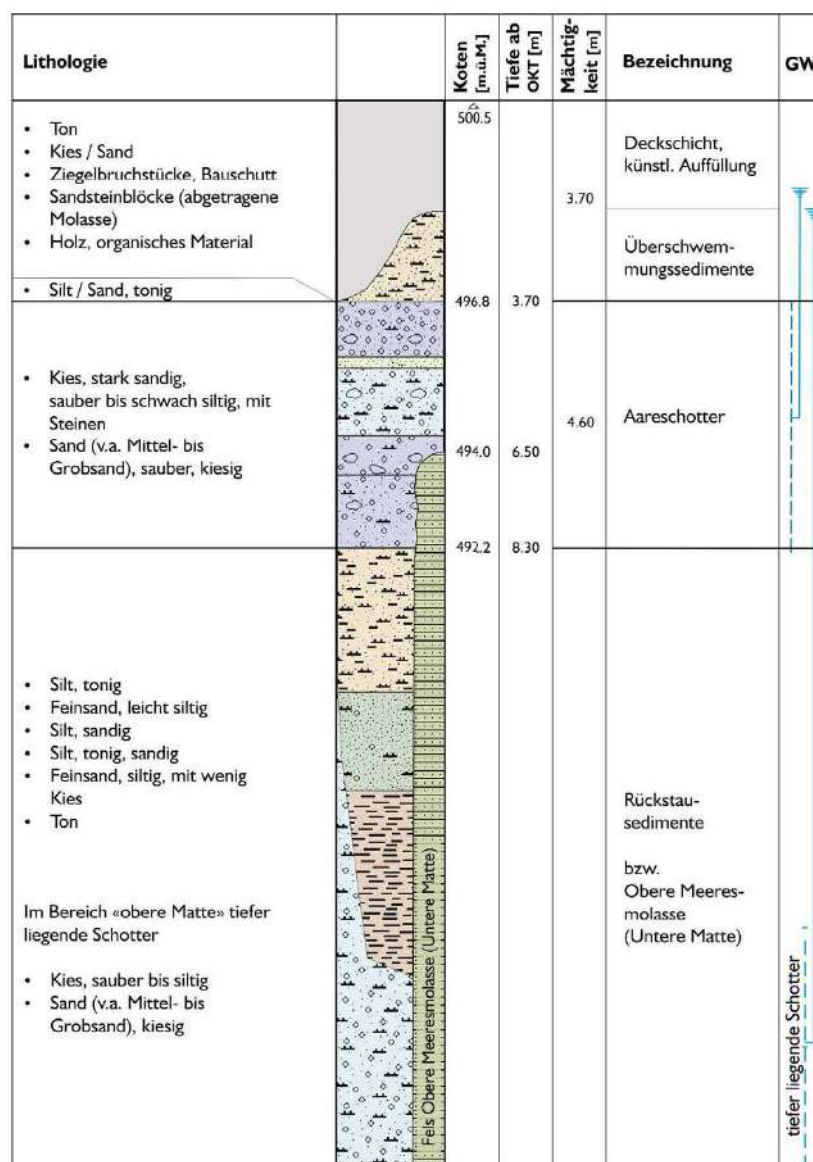 Lithologie
Koten
[m.ü.M.]
Tiefe ab
OKT [m]
Mächtig-
keit [m]
Bezeichnung
GW
• Ton
• Kies / Sand
• Ziegelbruchstücke, Bauschutt
• Sandsteinblöcke (abgetragene
Molasse)
• Holz, organisches Material
• Silt / Sand, tonig
500.5
3.70
Deckschicht,
künstl. Auffüllung
Überschwem-
mungssedimente
496.8
3.70
• Kies, stark sandig,
sauber bis schwach siltig, mit
Steinen
• Sand (v.a. Mittel- bis
Grobsand), sauber, kiesig
4.60
Aareschotter
494.0
6.50
492.2
8.30
• Silt, tonig
• Feinsand, leicht siltig
• Silt, sandig
• Silt, tonig, sandig
• Feinsand, siltig, mit wenig
Kies
• Ton
Im Bereich «obere Matte» tiefer
liegende Schotter
• Kies, sauber bis siltig
• Sand (v.a. Mittel- bis
Grobsand), kiesig
Fels Obere Meeresmolasse (Untere Matte)
Rückstau-
sedimente
bzw.
Obere Meeres-
molasse
(Untere Matte)
tiefer liegende Schotter